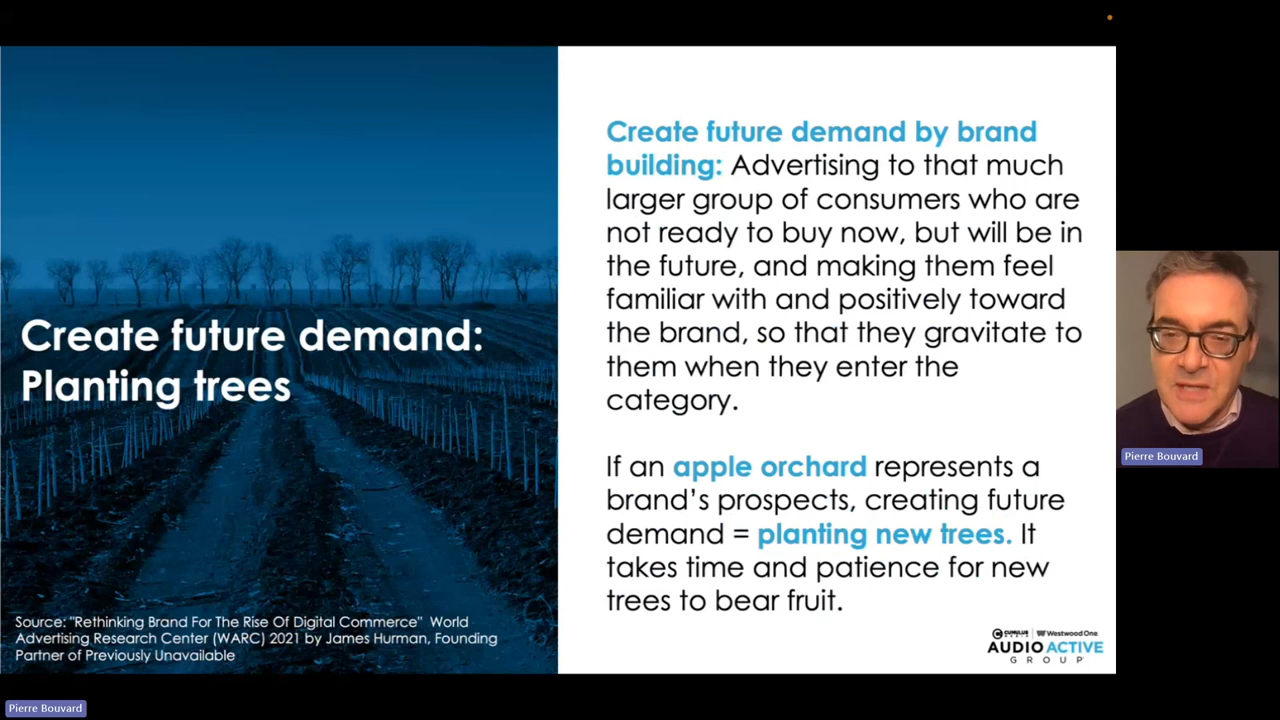 Create future demand:
Planting trees
Source: "Rethinking Brand For The Rise Of Digital Commerce" World
Advertising Research Center (WARC) 2021 by James Hurman, Founding
Partner of Previously Unavailable
Create future demand by brand
building: Advertising to that much
larger group of consumers who are
not ready to buy now, but will be in
the future, and making them feel
familiar with and positively toward
the brand, so that they gravitate to
them when they enter the
category.
If an apple orchard represents a
brand's prospects, creating future
demand = planting new trees. It
takes time and patience for new
trees to bear fruit.
CUMULUS Westwood One
AUDIO ACTIVE
GROUP
Pierre Bouvard
Pierre Bouvard